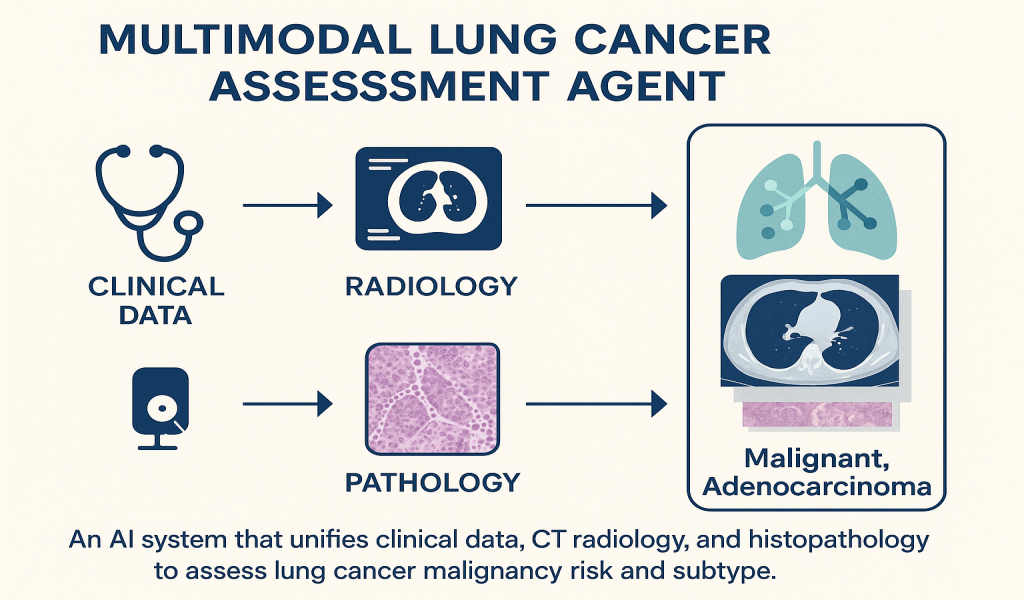 MULTIMODAL LUNG CANCER
ASSESSSMENT AGENT
CLINICAL
DATA
RADIOLOGY
PATHOLOGY
Malignant,
Adenocarcinoma
An AI system that unifies clinical data, CT radiology, and histopathology
to assess lung cancer malignancy risk and subtype.